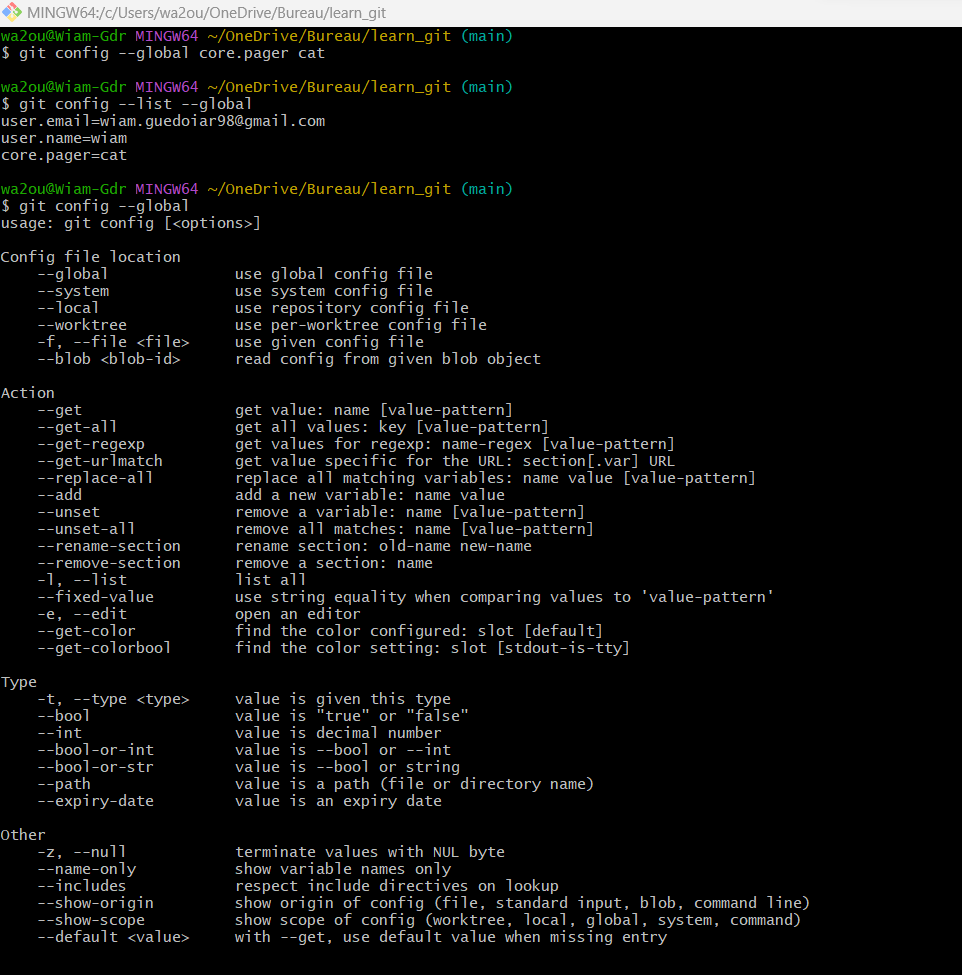 MINGW64:/c/Users/wa2ou/OneDrive/Bureau/learn_git
wa2ou@Wiam-Gdr MINGW64 ~/OneDrive/Bureau/learn_git (main)
$ git config --global core.pager cat
wa2ou@Wiam-Gdr MINGW64 ~/OneDrive/Bureau/learn_git (main)
$ git config --list --global
user.email=wiam.guedoiar98@gmail.com
user.name=wiam
core.pager=cat
wa2ou@Wiam-Gdr MINGW64 ~/OneDrive/Bureau/learn_git (main)
$ git config --global
usage: git config [<options>]
Config file location
    --global              use global config file
    --system              use system config file
    --local               use repository config file
    --worktree            use per-worktree config file
    -f, --file <file>     use given config file
    --blob <blob-id>      read config from given blob object
Action
    --get                 get value: name [value-pattern]
    --get-all             get all values: key [value-pattern]
    --get-regexp          get values for regexp: name-regex [value-pattern]
    --get-urlmatch        get value specific for the URL: section[.var] URL
    --replace-all         replace all matching variables: name value [value-pattern]
    --add                 add a new variable: name value
    --unset               remove a variable: name [value-pattern]
    --unset-all           remove all matches: name [value-pattern]
    --rename-section      rename section: old-name new-name
    --remove-section      remove a section: name
    -l, --list            list all
    --fixed-value         use string equality when comparing values to 'value-pattern'
    -e, --edit            open an editor
    --get-color           find the color configured: slot [default]
    --get-colorbool       find the color setting: slot [stdout-is-tty]
Type
    -t, --type <type>     value is given this type
    --bool                value is "true" or "false"
    --int                 value is decimal number
    --bool-or-int         value is --bool or --int
    --bool-or-str         value is --bool or string
    --path                value is a path (file or directory name)
    --expiry-date         value is an expiry date
Other
    -z, --null            terminate values with NUL byte
    --name-only           show variable names only
    --includes            respect include directives on lookup
    --show-origin         show origin of config (file, standard input, blob, command line)
    --show-scope          show scope of config (worktree, local, global, system, command)
    --default <value>     with --get, use default value when missing entry